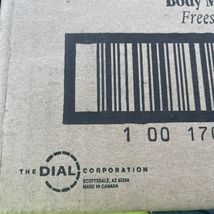 Body M
Frees
1 00 170
THE DIAL CORPORATION
SCOTTSDALE, AZ 85254
MADE IN CANADA